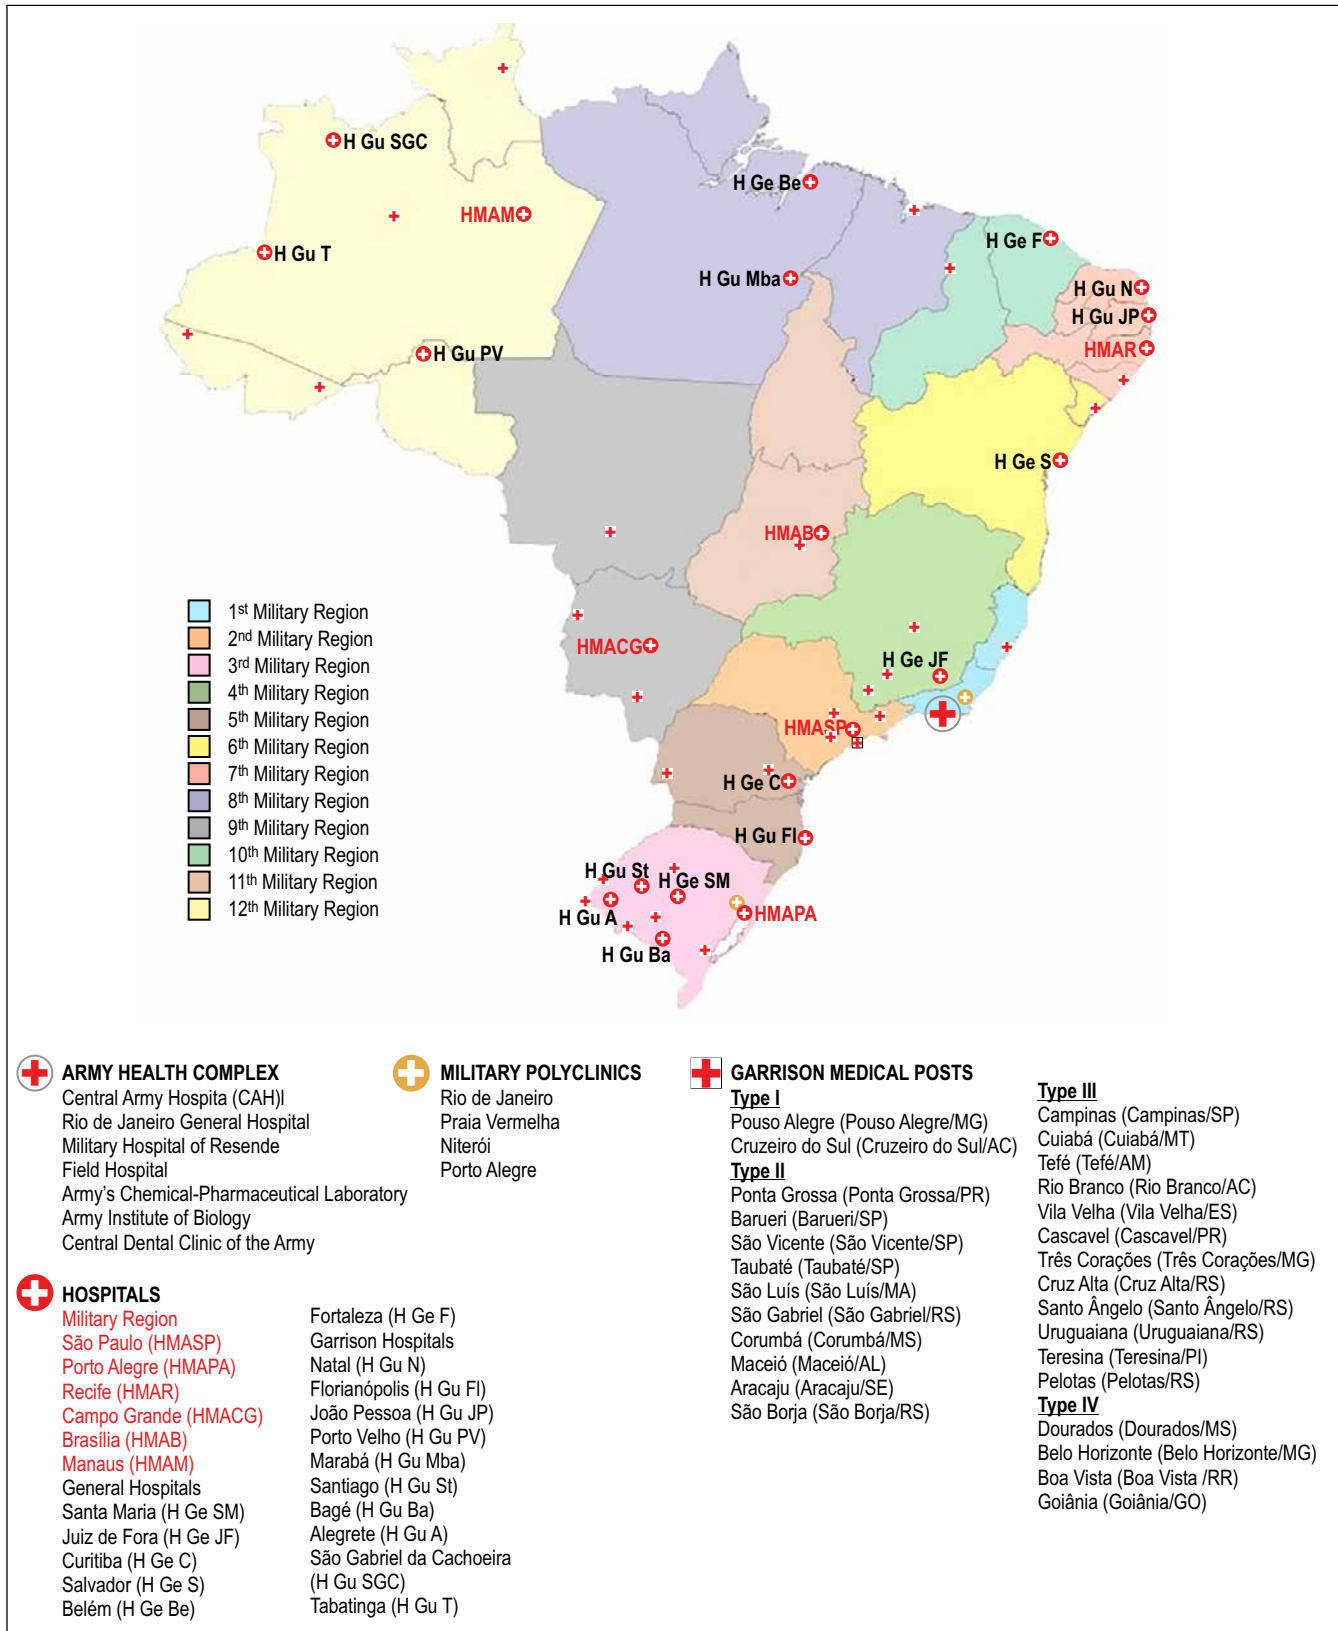 H Gu SGC
HMAM
H Gu T
H Gu PV
H Ge Be
H Gu Mba
H Ge F
H Gu N
H Gu JP
HMAR
H Ge S
HMAB
HMACG
H Ge JF
HMASP
H Ge C
H Gu Fl
H Gu St
H Ge SM
H Gu A
HMAPA
H Gu Ba
1st Military Region
2nd Military Region
3rd Military Region
4th Military Region
5th Military Region
6th Military Region
7th Military Region
8th Military Region
9th Military Region
10th Military Region
11th Military Region
12th Military Region
ARMY HEALTH COMPLEX
Central Army Hospita (CAH)l
Rio de Janeiro General Hospital
Military Hospital of Resende
Field Hospital
Army's Chemical-Pharmaceutical Laboratory
Army Institute of Biology
Central Dental Clinic of the Army
HOSPITALS
Military Region
São Paulo (HMASP)
Porto Alegre (HMAPA)
Recife (HMAR)
Campo Grande (HMACG)
Brasília (HMAB)
Manaus (HMAM)
General Hospitals
Santa Maria (H Ge SM)
Juiz de Fora (H Ge JF)
Curitiba (H Ge C)
Salvador (H Ge S)
Belém (H Ge Be)
Fortaleza (H Ge F)
Garrison Hospitals
Natal (H Gu N)
Florianópolis (H Gu Fl)
João Pessoa (H Gu JP)
Porto Velho (H Gu PV)
Marabá (H Gu Mba)
Santiago (H Gu St)
Bagé (H Gu Ba)
Alegrete (H Gu A)
São Gabriel da Cachoeira
(H Gu SGC)
Tabatinga (H Gu T)
MILITARY POLYCLINICS
Rio de Janeiro
Praia Vermelha
Niterói
Porto Alegre
GARRISON MEDICAL POSTS
Type I
Pouso Alegre (Pouso Alegre/MG)
Cruzeiro do Sul (Cruzeiro do Sul/AC)
Type II
Ponta Grossa (Ponta Grossa/PR)
Barueri (Barueri/SP)
São Vicente (São Vicente/SP)
Taubaté (Taubaté/SP)
São Luís (São Luís/MA)
São Gabriel (São Gabriel/RS)
Corumbá (Corumbá/MS)
Maceió (Maceió/AL)
Aracaju (Aracaju/SE)
São Borja (São Borja/RS)
Type III
Campinas (Campinas/SP)
Cuiabá (Cuiabá/MT)
Tefé (Tefé/AM)
Rio Branco (Rio Branco/AC)
Vila Velha (Vila Velha/ES)
Cascavel (Cascavel/PR)
Três Corações (Três Corações/MG)
Cruz Alta (Cruz Alta/RS)
Santo Ângelo (Santo Ângelo/RS)
Uruguaiana (Uruguaiana/RS)
Teresina (Teresina/PI)
Pelotas (Pelotas/RS)
Type IV
Dourados (Dourados/MS)
Belo Horizonte (Belo Horizonte/MG)
Boa Vista (Boa Vista /RR)
Goiânia (Goiânia/GO)